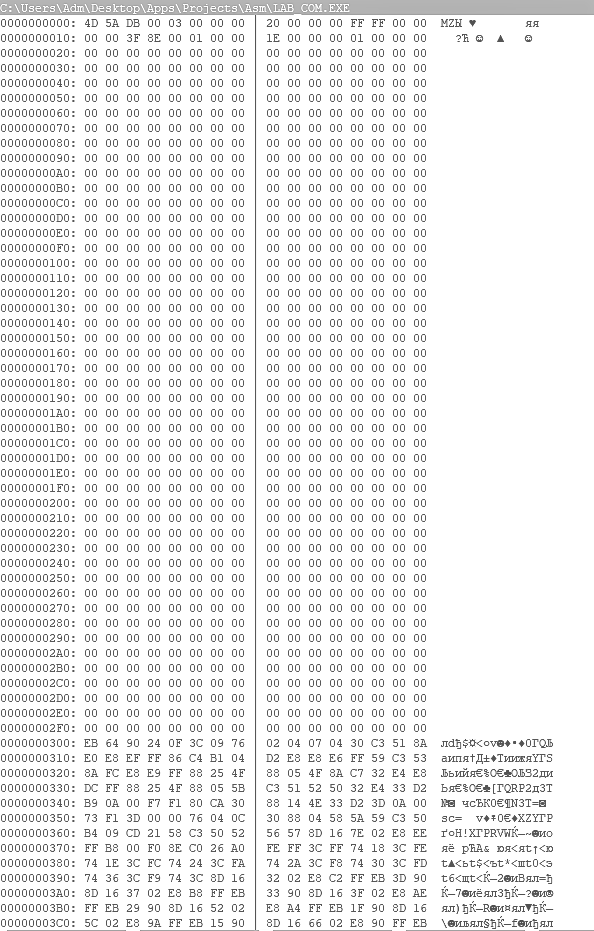 C:\Users\Adm\Desktop\Apps\Projects\Asm\LAB COM.EXE
0000000000: 4D 5A DB 00 03 00 00 00 │ 20 00 00 00 FF FF 00 00 MZЫ ♥ яя
0000000010: 00 00 3F 8E 00 01 00 00 │ 1E 00 00 00 01 00 00 00 ?Ћ ☺ ▲ ☺
0000000020: 00 00 00 00 00 00 00 00 │ 00 00 00 00 00 00 00 00
0000000030: 00 00 00 00 00 00 00 00 │ 00 00 00 00 00 00 00 00
0000000040: 00 00 00 00 00 00 00 00 │ 00 00 00 00 00 00 00 00
0000000050: 00 00 00 00 00 00 00 00 │ 00 00 00 00 00 00 00 00
0000000060: 00 00 00 00 00 00 00 00 │ 00 00 00 00 00 00 00 00
0000000070: 00 00 00 00 00 00 00 00 │ 00 00 00 00 00 00 00 00
0000000080: 00 00 00 00 00 00 00 00 │ 00 00 00 00 00 00 00 00
0000000090: 00 00 00 00 00 00 00 00 │ 00 00 00 00 00 00 00 00
00000000A0: 00 00 00 00 00 00 00 00 │ 00 00 00 00 00 00 00 00
00000000B0: 00 00 00 00 00 00 00 00 │ 00 00 00 00 00 00 00 00
00000000C0: 00 00 00 00 00 00 00 00 │ 00 00 00 00 00 00 00 00
00000000D0: 00 00 00 00 00 00 00 00 │ 00 00 00 00 00 00 00 00
00000000E0: 00 00 00 00 00 00 00 00 │ 00 00 00 00 00 00 00 00
00000000F0: 00 00 00 00 00 00 00 00 │ 00 00 00 00 00 00 00 00
0000000100: 00 00 00 00 00 00 00 00 │ 00 00 00 00 00 00 00 00
0000000110: 00 00 00 00 00 00 00 00 │ 00 00 00 00 00 00 00 00
0000000120: 00 00 00 00 00 00 00 00 │ 00 00 00 00 00 00 00 00
0000000130: 00 00 00 00 00 00 00 00 │ 00 00 00 00 00 00 00 00
0000000140: 00 00 00 00 00 00 00 00 │ 00 00 00 00 00 00 00 00
0000000150: 00 00 00 00 00 00 00 00 │ 00 00 00 00 00 00 00 00
0000000160: 00 00 00 00 00 00 00 00 │ 00 00 00 00 00 00 00 00
0000000170: 00 00 00 00 00 00 00 00 │ 00 00 00 00 00 00 00 00
0000000180: 00 00 00 00 00 00 00 00 │ 00 00 00 00 00 00 00 00
0000000190: 00 00 00 00 00 00 00 00 │ 00 00 00 00 00 00 00 00
00000001A0: 00 00 00 00 00 00 00 00 │ 00 00 00 00 00 00 00 00
00000001B0: 00 00 00 00 00 00 00 00 │ 00 00 00 00 00 00 00 00
00000001C0: 00 00 00 00 00 00 00 00 │ 00 00 00 00 00 00 00 00
00000001D0: 00 00 00 00 00 00 00 00 │ 00 00 00 00 00 00 00 00
00000001E0: 00 00 00 00 00 00 00 00 │ 00 00 00 00 00 00 00 00
00000001F0: 00 00 00 00 00 00 00 00 │ 00 00 00 00 00 00 00 00
0000000200: 00 00 00 00 00 00 00 00 │ 00 00 00 00 00 00 00 00
0000000210: 00 00 00 00 00 00 00 00 │ 00 00 00 00 00 00 00 00
0000000220: 00 00 00 00 00 00 00 00 │ 00 00 00 00 00 00 00 00
0000000230: 00 00 00 00 00 00 00 00 │ 00 00 00 00 00 00 00 00
0000000240: 00 00 00 00 00 00 00 00 │ 00 00 00 00 00 00 00 00
0000000250: 00 00 00 00 00 00 00 00 │ 00 00 00 00 00 00 00 00
0000000260: 00 00 00 00 00 00 00 00 │ 00 00 00 00 00 00 00 00
0000000270: 00 00 00 00 00 00 00 00 │ 00 00 00 00 00 00 00 00
0000000280: 00 00 00 00 00 00 00 00 │ 00 00 00 00 00 00 00 00
0000000290: 00 00 00 00 00 00 00 00 │ 00 00 00 00 00 00 00 00
00000002A0: 00 00 00 00 00 00 00 00 │ 00 00 00 00 00 00 00 00
00000002B0: 00 00 00 00 00 00 00 00 │ 00 00 00 00 00 00 00 00
00000002C0: 00 00 00 00 00 00 00 00 │ 00 00 00 00 00 00 00 00
00000002D0: 00 00 00 00 00 00 00 00 │ 00 00 00 00 00 00 00 00
00000002E0: 00 00 00 00 00 00 00 00 │ 00 00 00 00 00 00 00 00
00000002F0: 00 00 00 00 00 00 00 00 │ 00 00 00 00 00 00 00 00
0000000300: EB 64 90 24 0F 3C 09 76 │ 02 04 07 04 30 C3 51 8A лdђ$☼<○v☻♦•♦0ГQЉ
0000000310: E0 E8 EF FF 86 C4 B1 04 │ D2 E8 E8 E6 FF 59 C3 53 аипя†Д±♦ТиижяYГS
0000000320: 8A FC E8 E9 FF 88 25 4F │ 88 05 4F 8A C7 32 E4 E8 Љьийя€%O€♣OЉЗ2ди
0000000330: DC FF 88 25 4F 88 05 5B │ C3 51 52 50 32 E4 33 D2 Ья€%O€♣[ГQRP2д3Т
0000000340: B9 0A 00 F7 F1 80 CA 30 │ 88 14 4E 33 D2 3D 0A 00 №◙ чсЂК0€¶N3Т=◙
0000000350: 73 F1 3D 00 00 76 04 0C │ 30 88 04 58 5A 59 C3 50 sс= v♦♀0€♦XZYГP
0000000360: B4 09 CD 21 58 C3 50 52 │ 56 57 8D 16 7E 02 E8 EE ґ○Н!XГPRVWЌ▬~☻ио
0000000370: FF B8 00 F0 8E C0 26 A0 │ FE FF 3C FF 74 18 3C FE яё рЋА& юя<яt↑<ю
0000000380: 74 1E 3C FC 74 24 3C FA │ 74 2A 3C F8 74 30 3C FD t▲<ьt$<ъt*<шt0<э
0000000390: 74 36 3C F9 74 3C 8D 16 │ 32 02 E8 C2 FF EB 3D 90 t6<щt<Ќ▬2☻иВял=ђ
00000003A0: 8D 16 37 02 E8 B8 FF EB │ 33 90 8D 16 3F 02 E8 AE Ќ▬7☻иёял3ђЌ▬?☻и®
00000003B0: FF EB 29 90 8D 16 52 02 │ E8 A4 FF EB 1F 90 8D 16 ял)ђЌ▬R☻и¤ял▼ђЌ▬
00000003C0: 5C 02 E8 9A FF EB 15 90 │ 8D 16 66 02 E8 90 FF EB \☻иљял§ђЌ▬f☻иђял